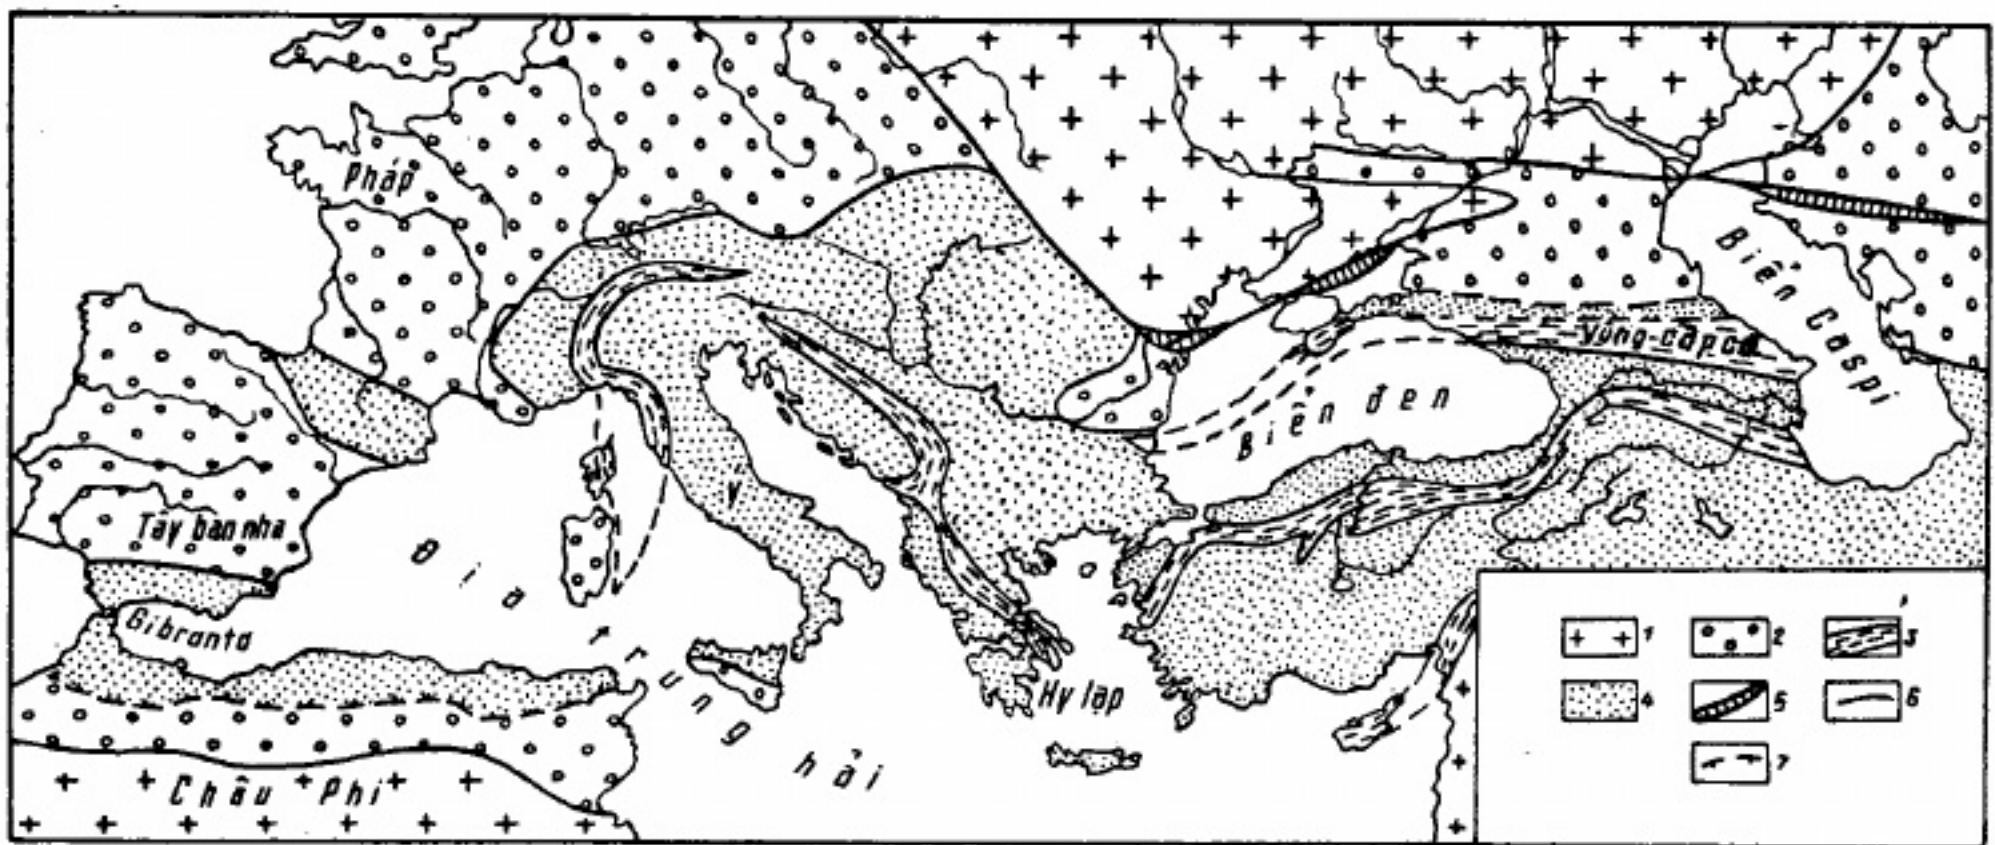 Pháp
Biển Caspi
Vùng Capca
Biển đen
Ý
Tây ban nha
Gibranta
Địa Trung hải
Hy lạp
Châu Phi
1
2
3
4
5
6
7